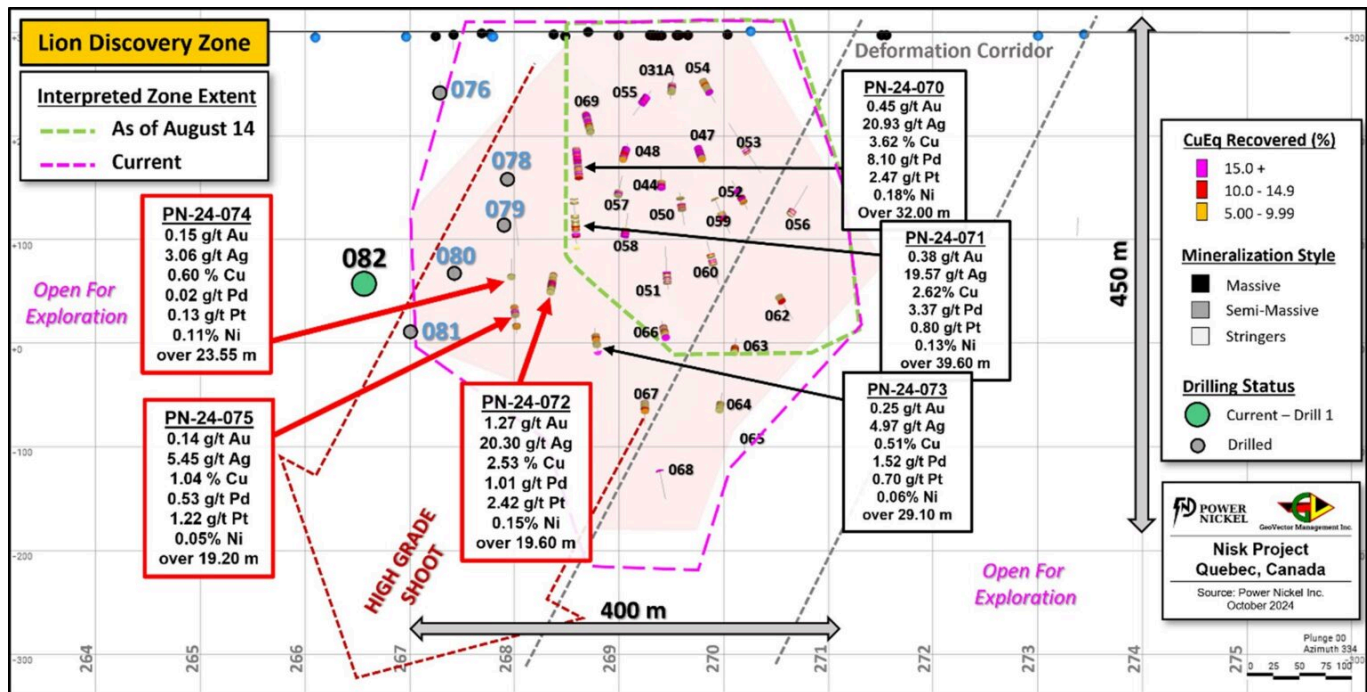 Lion Discovery Zone
Interpreted Zone Extent
As of August 14
Current
Deformation Corridor
076
078
079
080
081
082
031A
054
055
069
047
053
048
044
057
050
052
059
056
058
051
060
062
066
063
067
064
065
068
Open For
Exploration
PN-24-074
0.15 g/t Au
3.06 g/t Ag
0.60 % Cu
0.02 g/t Pd
0.13 g/t Pt
0.11% Ni
over 23.55 m
PN-24-075
0.14 g/t Au
5.45 g/t Ag
1.04 % Cu
0.53 g/t Pd
1.22 g/t Pt
0.05% Ni
over 19.20 m
PN-24-072
1.27 g/t Au
20.30 g/t Ag
2.53 % Cu
1.01 g/t Pd
2.42 g/t Pt
0.15% Ni
over 19.60 m
PN-24-070
0.45 g/t Au
20.93 g/t Ag
3.62 % Cu
8.10 g/t Pd
2.47 g/t Pt
0.18% Ni
Over 32.00 m
PN-24-071
0.38 g/t Au
19.57 g/t Ag
2.62% Cu
3.37 g/t Pd
0.80 g/t Pt
0.13% Ni
over 39.60 m
PN-24-073
0.25 g/t Au
4.97 g/t Ag
0.51% Cu
1.52 g/t Pd
0.70 g/t Pt
0.06% Ni
over 29.10 m
HIGH GRADE
SHOOT
400 m
450 m
Open For
Exploration
CuEq Recovered (%)
15.0 +
10.0 - 14.9
5.00 - 9.99
Mineralization Style
Massive
Semi-Massive
Stringers
Drilling Status
Current – Drill 1
Drilled
POWER
NICKEL
GeoVector Management Inc.
Nisk Project
Quebec, Canada
Source: Power Nickel Inc.
October 2024
Plunge 00
Azimuth 334
0 25 50 75 100
+300
+100
+0
-100
-200
-300
264
265
266
267
268
269
270
271
272
273
274
275